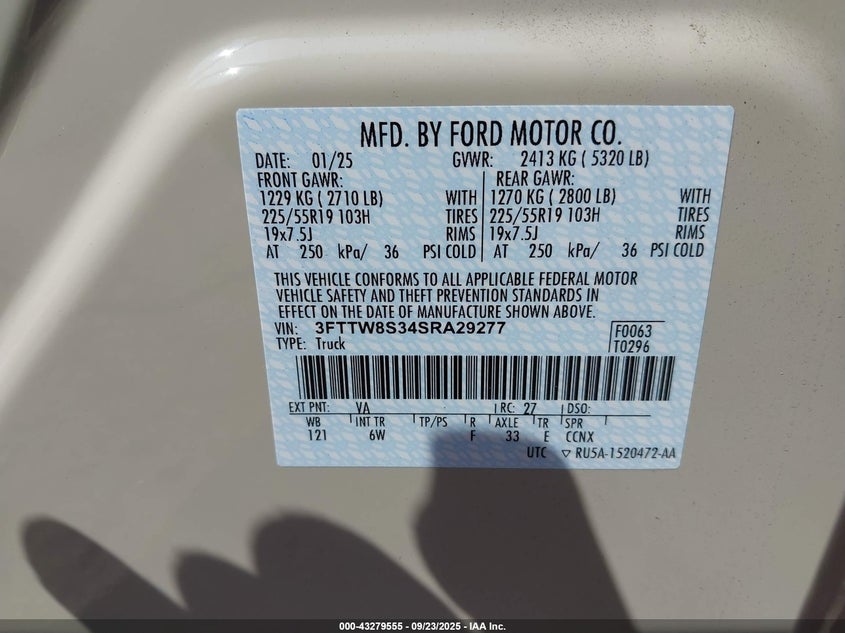 MFD. BY FORD MOTOR CO.
DATE: 01/25 GVWR: 2413 KG ( 5320 LB)
FRONT GAWR: REAR GAWR:
1229 KG ( 2710 LB) WITH 1270 KG ( 2800 LB) WITH
225/55R19 103H TIRES 225/55R19 103H TIRES
19x7.5J RIMS 19x7.5J RIMS
AT 250 kPa/ 36 PSI COLD AT 250 kPa/ 36 PSI COLD
THIS VEHICLE CONFORMS TO ALL APPLICABLE FEDERAL MOTOR
VEHICLE SAFETY AND THEFT PREVENTION STANDARDS IN
EFFECT ON THE DATE OF MANUFACTURE SHOWN ABOVE.
VIN: 3FTTW8S34SRA29277 F0063
TYPE: Truck T0296
EXT PNT: VA RC: 27 DSO:
WB INT TR TP/PS R AXLE TR SPR
121 6W F 33 E CCNX
UTC ▽ RU5A-1520472-AA
000-43279555 - 09/23/2025 - IAA Inc.